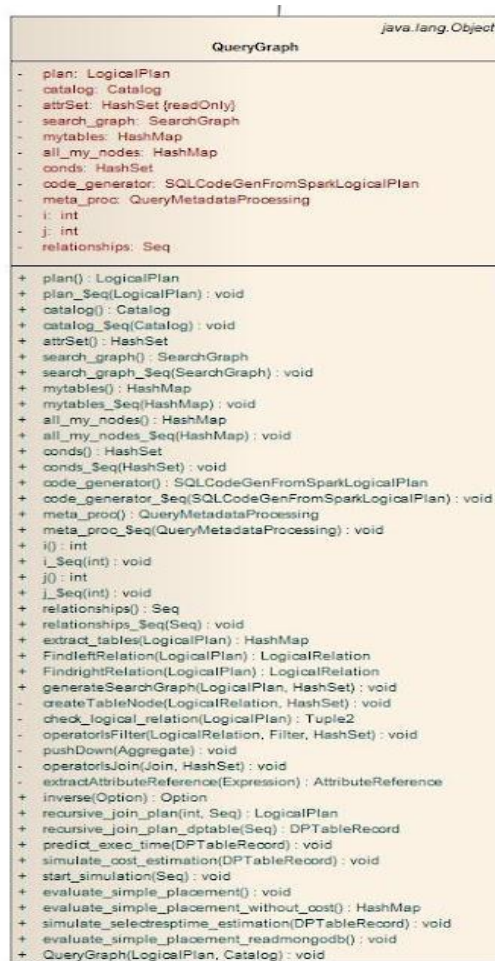 java.lang.Object
QueryGraph
- plan: LogicalPlan
- catalog: Catalog
- attrSet: HashSet {readOnly}
- search_graph: SearchGraph
- mytables: HashMap
- all_my_nodes: HashMap
- conds: HashSet
- code_generator: SQLCodeGenFromSparkLogicalPlan
- meta_proc: QueryMetadataProcessing
- i: int
- j: int
- relationships: Seq
+ plan() : LogicalPlan
+ plan_$eq(LogicalPlan) : void
+ catalog() : Catalog
+ catalog_$eq(Catalog) : void
+ attrSet() : HashSet
+ search_graph() : SearchGraph
+ search_graph_$eq(SearchGraph) : void
+ mytables() : HashMap
+ mytables_$eq(HashMap) : void
+ all_my_nodes() : HashMap
+ all_my_nodes_$eq(HashMap) : void
+ conds() : HashSet
+ conds_$eq(HashSet) : void
+ code_generator() : SQLCodeGenFromSparkLogicalPlan
+ code_generator_$eq(SQLCodeGenFromSparkLogicalPlan) : void
+ meta_proc() : QueryMetadataProcessing
+ meta_proc_$eq(QueryMetadataProcessing) : void
+ i() : int
+ i_$eq(int) : void
+ j() : int
+ j_$eq(int) : void
+ relationships() : Seq
+ relationships_$eq(Seq) : void
+ extract_tables(LogicalPlan) : HashMap
+ FindleftRelation(LogicalPlan) : LogicalRelation
+ FindrightRelation(LogicalPlan) : LogicalRelation
+ generateSearchGraph(LogicalPlan, HashSet) : void
- createTableNode(LogicalRelation, HashSet) : void
- check_logical_relation(LogicalPlan) : Tuple2
- operatorIsFilter(LogicalRelation, Filter, HashSet) : void
- pushDown(Aggregate) : void
- operatorIsJoin(Join, HashSet) : void
- extractAttributeReference(Expression) : AttributeReference
+ inverse(Option) : Option
+ recursive_join_plan(int, Seq) : LogicalPlan
+ recursive_join_plan_dptable(Seq) : DPTableRecord
+ predict_exec_time(DPTableRecord) : void
+ simulate_cost_estimation(DPTableRecord) : void
+ start_simulation(Seq) : void
+ evaluate_simple_placement() : void
+ evaluate_simple_placement_without_cost() : HashMap
+ simulate_selectresptime_estimation(DPTableRecord) : void
+ evaluate_simple_placement_readmongodb() : void
+ QueryGraph(LogicalPlan, Catalog) : void